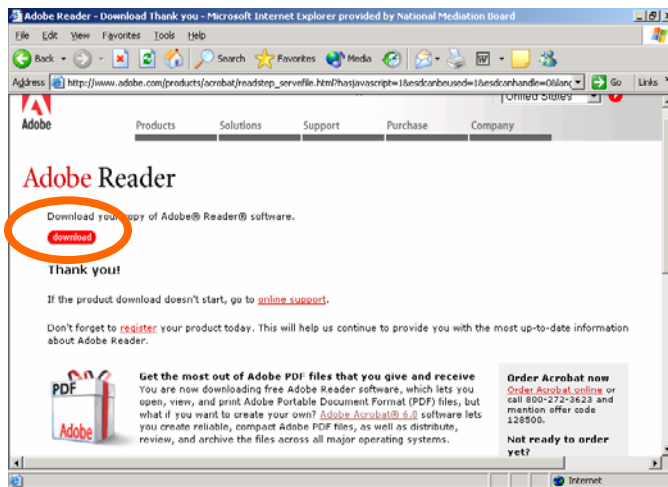 Adobe Reader - Download Thank you - Microsoft Internet Explorer provided by National Mediation Board
File Edit View Favorites Tools Help
Back Search Favorites Media
Address http://www.adobe.com/products/acrobat/readstep_servefile.html?hasjavascript=1&esdcanbeused=1&esdcanhandle=0&lang Go Links
United States
Adobe
Products Solutions Support Purchase Company
Adobe Reader
Download your copy of Adobe® Reader® software.
download
Thank you!
If the product download doesn't start, go to online support.
Don't forget to register your product today. This will help us continue to provide you with the most up-to-date information
about Adobe Reader.
PDF
Adobe
Get the most out of Adobe PDF files that you give and receive
You are now downloading free Adobe Reader software, which lets you
open, view, and print Adobe Portable Document Format (PDF) files, but
what if you want to create your own? Adobe Acrobat® 6.0 software lets
you create reliable, compact Adobe PDF files, as well as distribute,
review, and archive the files across all major operating systems.
Order Acrobat now
Order Acrobat online or
call 800-272-3623 and
mention offer code
128500.
Not ready to order
yet?
Internet